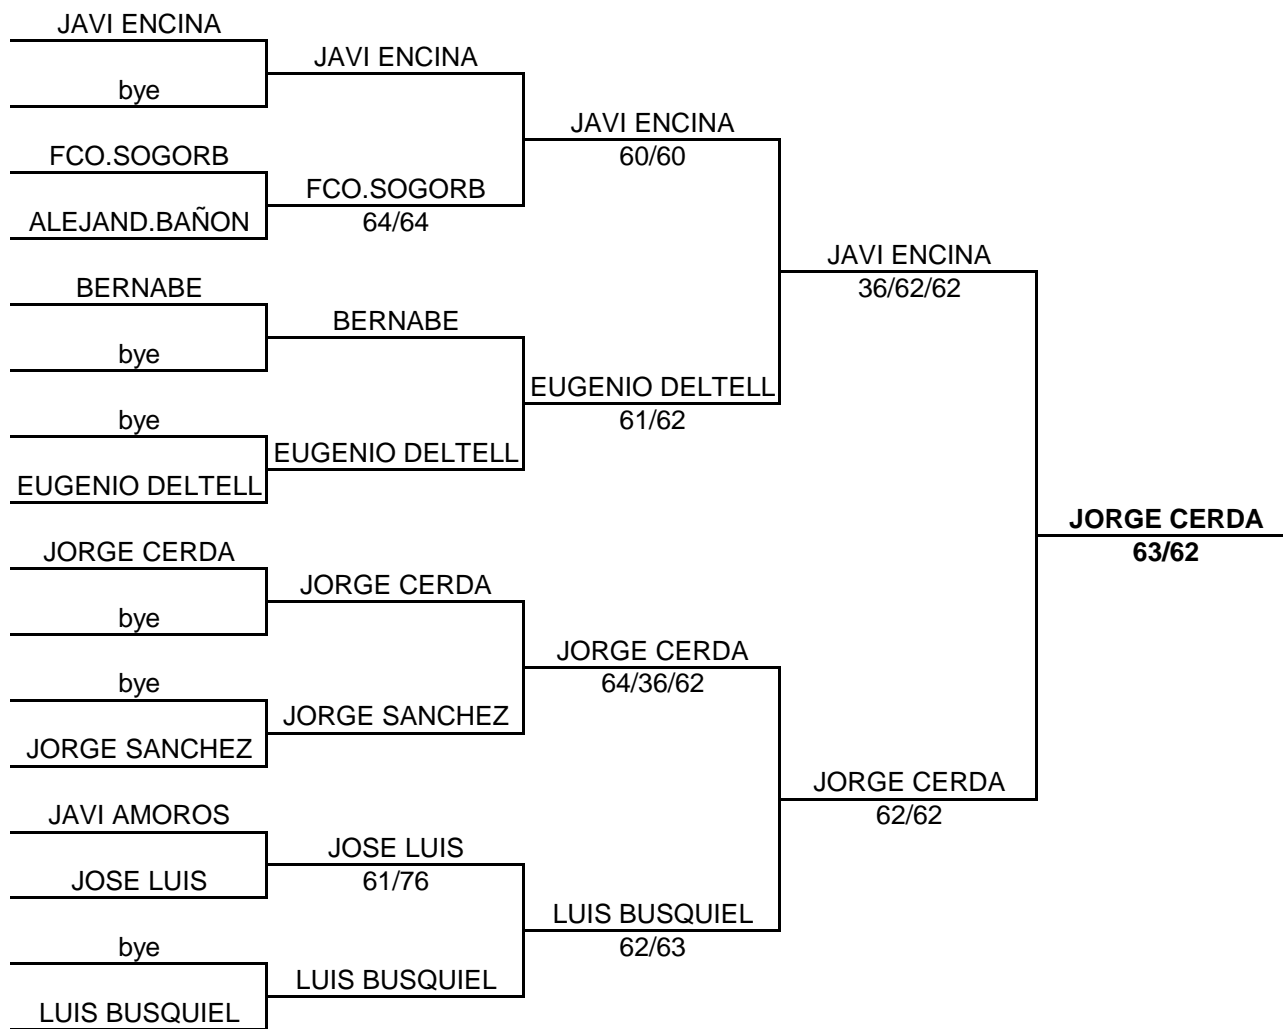 JAVI ENCINA
JAVI ENCINA
bye
JAVI ENCINA
60/60
FCO.SOGORB
FCO.SOGORB
64/64
ALEJAND.BAÑON
JAVI ENCINA
36/62/62
BERNABE
BERNABE
bye
EUGENIO DELTELL
61/62
bye
EUGENIO DELTELL
EUGENIO DELTELL
JORGE CERDA
63/62
JORGE CERDA
JORGE CERDA
bye
JORGE CERDA
64/36/62
bye
JORGE SANCHEZ
JORGE SANCHEZ
JORGE CERDA
62/62
JAVI AMOROS
JOSE LUIS
61/76
JOSE LUIS
LUIS BUSQUIEL
62/63
bye
LUIS BUSQUIEL
LUIS BUSQUIEL